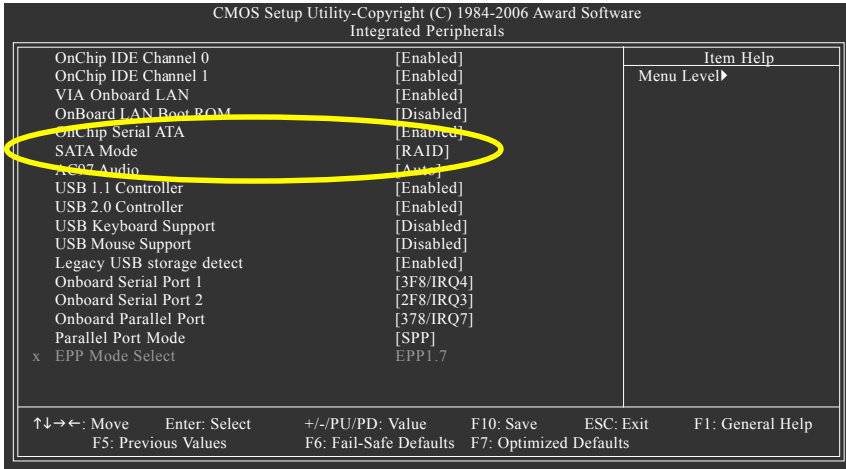 CMOS Setup Utility-Copyright (C) 1984-2006 Award Software
Integrated Peripherals
OnChip IDE Channel 0 [Enabled] Item Help
OnChip IDE Channel 1 [Enabled] Menu Level▶
VIA Onboard LAN [Enabled]
OnBoard LAN Boot ROM [Disabled]
OnChip Serial ATA [Enabled]
SATA Mode [RAID]
AC97 Audio [Auto]
USB 1.1 Controller [Enabled]
USB 2.0 Controller [Enabled]
USB Keyboard Support [Disabled]
USB Mouse Support [Disabled]
Legacy USB storage detect [Enabled]
Onboard Serial Port 1 [3F8/IRQ4]
Onboard Serial Port 2 [2F8/IRQ3]
Onboard Parallel Port [378/IRQ7]
Parallel Port Mode [SPP]
x EPP Mode Select EPP1.7
↑↓→←: Move Enter: Select +/-/PU/PD: Value F10: Save ESC: Exit F1: General Help
F5: Previous Values F6: Fail-Safe Defaults F7: Optimized Defaults